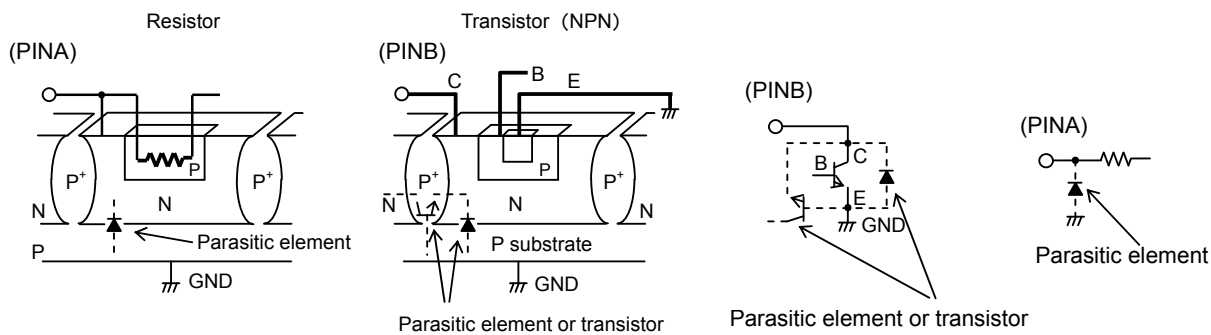 Resistor
(PINA)
P
P+
P+
N
N
P
Parasitic element
GND
Transistor (NPN)
(PINB)
C
B
E
P
P+
P+
N
N
N
P substrate
GND
Parasitic element or transistor
(PINB)
C
B
E
GND
Parasitic element or transistor
(PINA)
Parasitic element